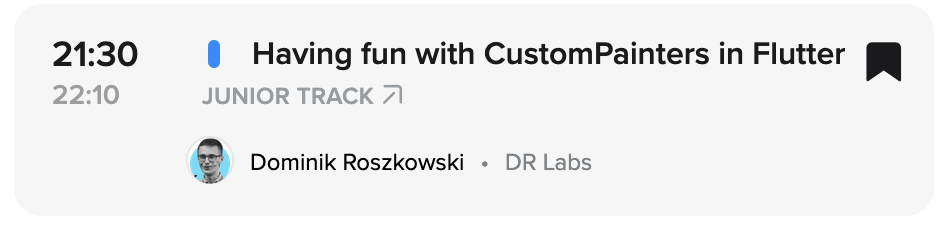 21:30 Having fun with CustomPainters in Flutter
22:10 JUNIOR TRACK
Dominik Roszkowski • DR Labs